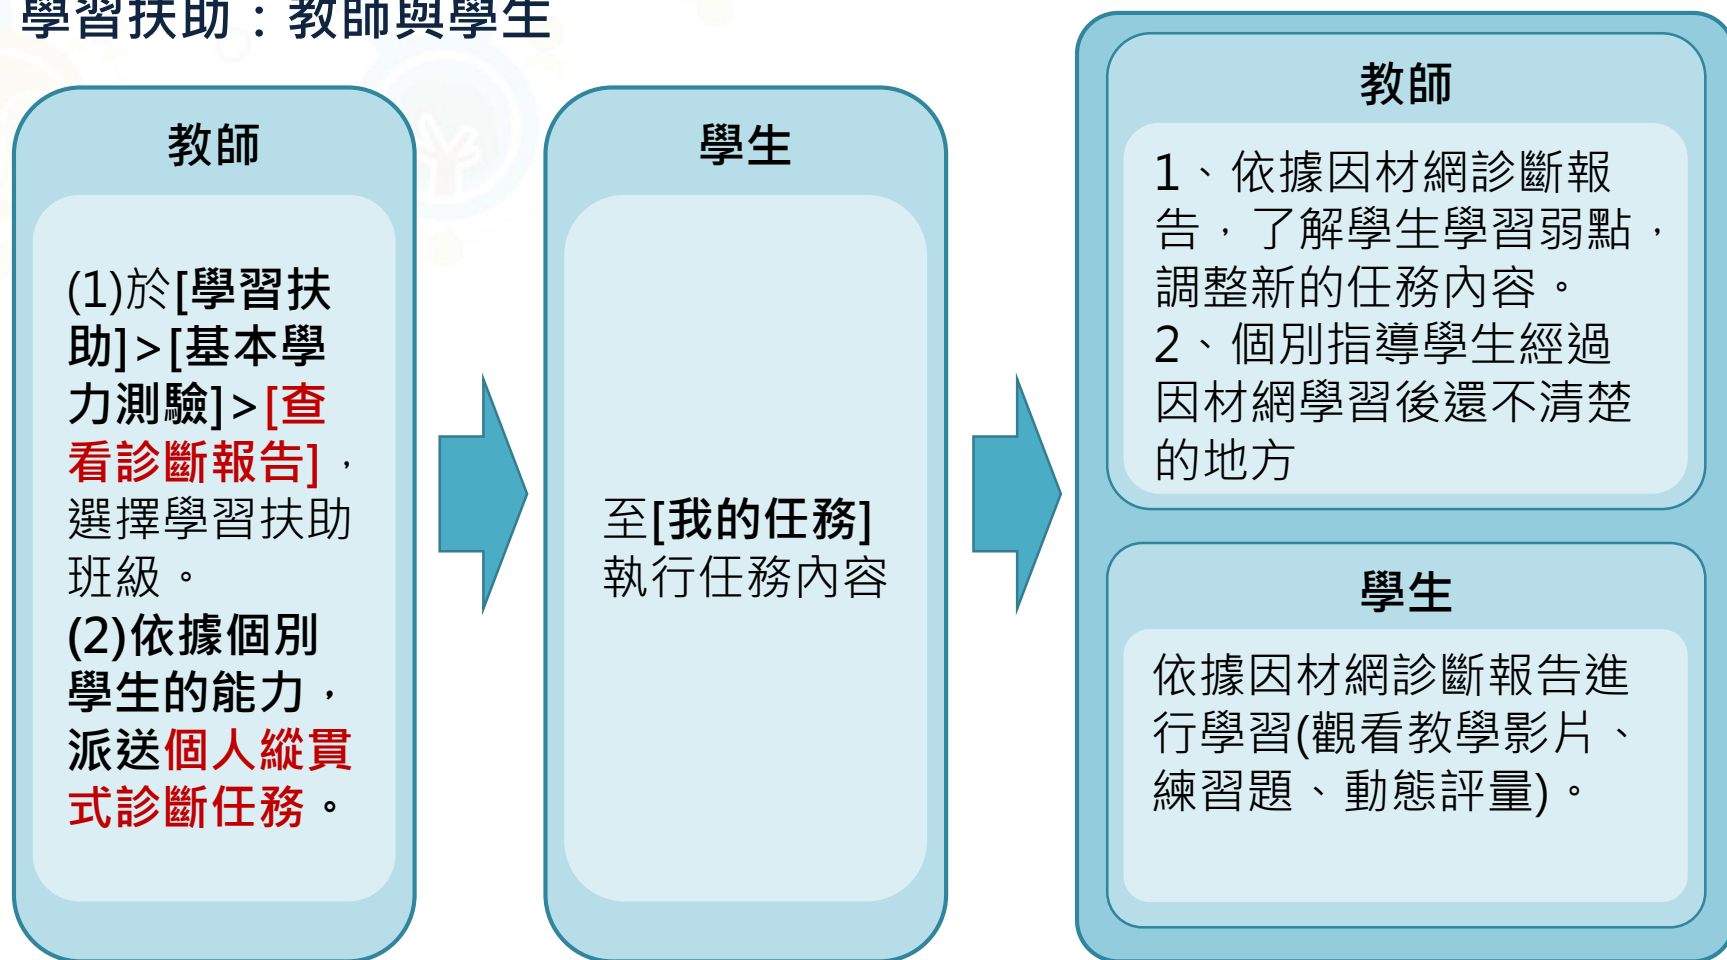 學習扶助：教師與學生
教師
(1)於[學習扶
助]>[基本學
力測驗]>[查
看診斷報告]，
選擇學習扶助
班級。
(2)依據個別
學生的能力，
派送個人縱貫
式診斷任務。
學生
至[我的任務]
執行任務內容
教師
1、依據因材網診斷報
告，了解學生學習弱點，
調整新的任務內容。
2、個別指導學生經過
因材網學習後還不清楚
的地方
學生
依據因材網診斷報告進
行學習(觀看教學影片、
練習題、動態評量)。